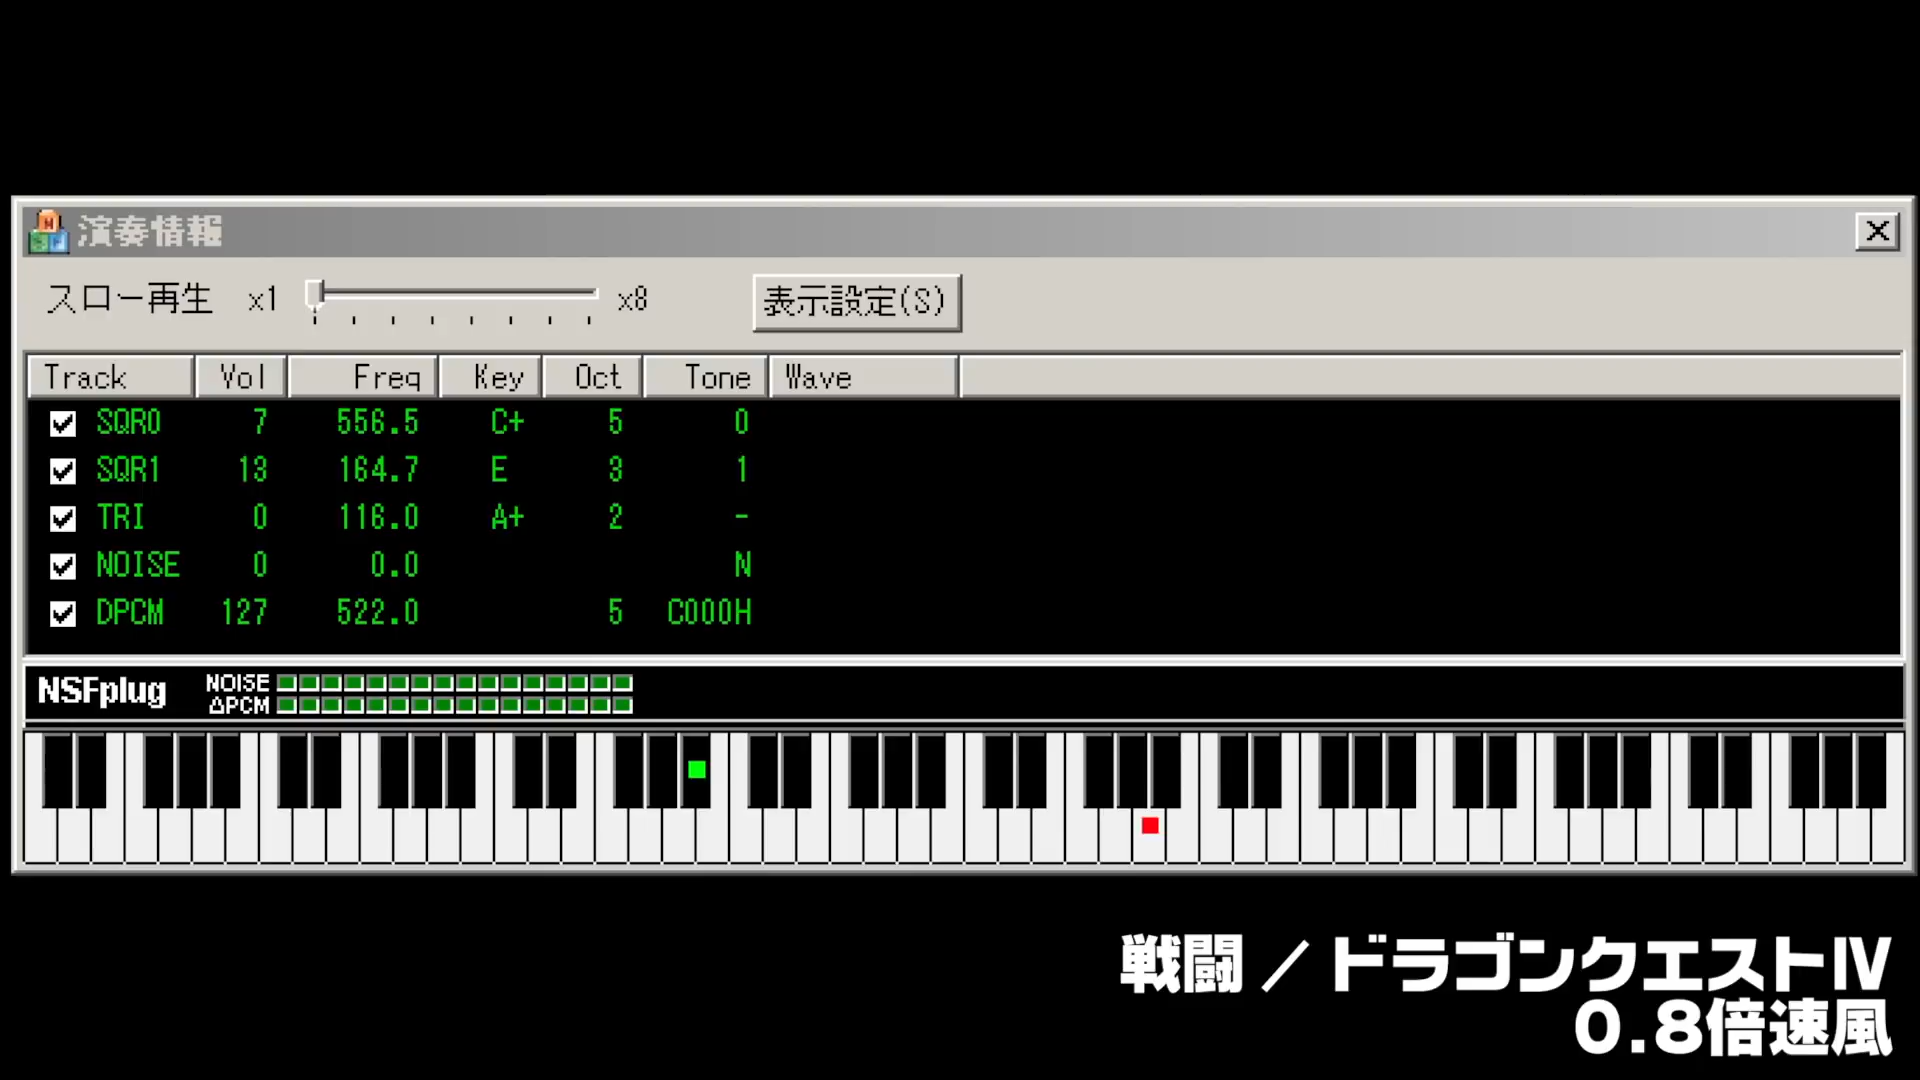 演奏情報
スロー再生 x1 x8 表示設定(S)
Track Vol Freq Key Oct Tone Wave
SQR0 7 556.5 C+ 5 0
SQR1 13 164.7 E 3 1
TRI 0 116.0 A+ 2 -
NOISE 0 0.0 N
DPCM 127 522.0 5 C000H
NSFplug NOISE
ΔPCM
戦闘／ドラゴンクエストⅣ
0.8倍速風